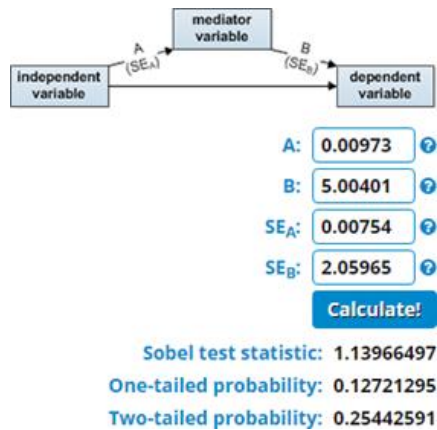 mediator
variable
A
(SEA)
B
(SEB)
independent
variable
dependent
variable
A: 0.00973 ?
B: 5.00401 ?
SEA: 0.00754 ?
SEB: 2.05965 ?
Calculate!
Sobel test statistic: 1.13966497
One-tailed probability: 0.12721295
Two-tailed probability: 0.25442591